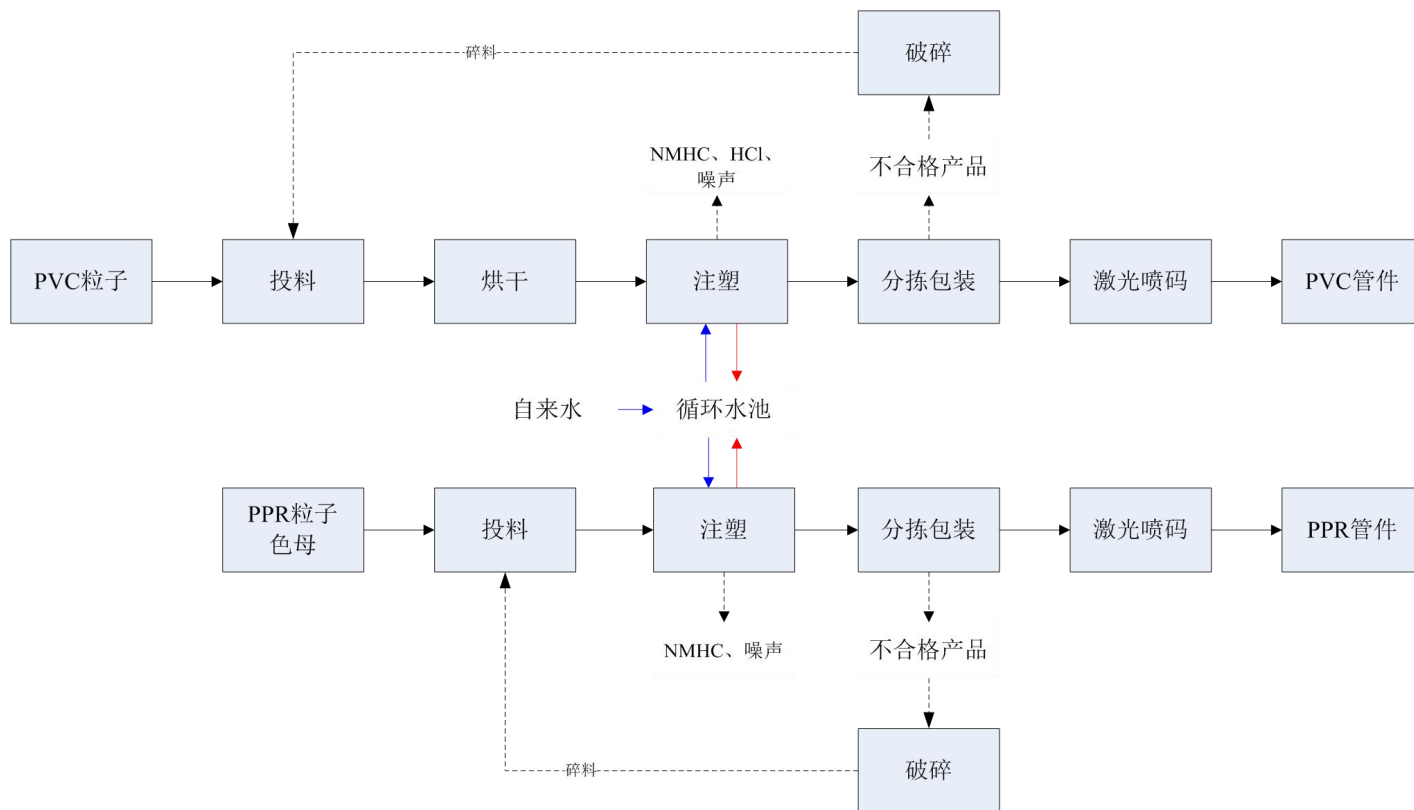 破碎
碎料
NMHC、HCl、
噪声
不合格产品
PVC粒子
投料
烘干
注塑
分拣包装
激光喷码
PVC管件
自来水
循环水池
PPR粒子
色母
投料
注塑
分拣包装
激光喷码
PPR管件
NMHC、噪声
不合格产品
碎料
破碎